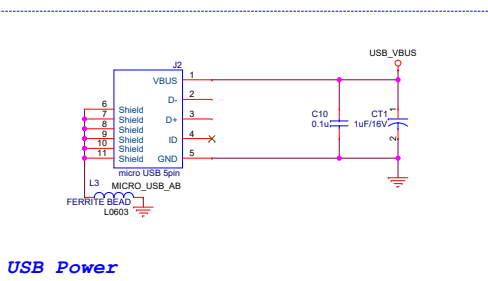 USB_VBUS
J2
VBUS 1
D- 2
D+ 3
ID 4
GND 5
6 Shield
7 Shield
8 Shield
9 Shield
10 Shield
11 Shield
micro USB 5pin
MICRO_USB_AB
C10
0.1u
CT1
1uF/16V
1
2
L3
FERRITE BEAD
L0603
USB Power